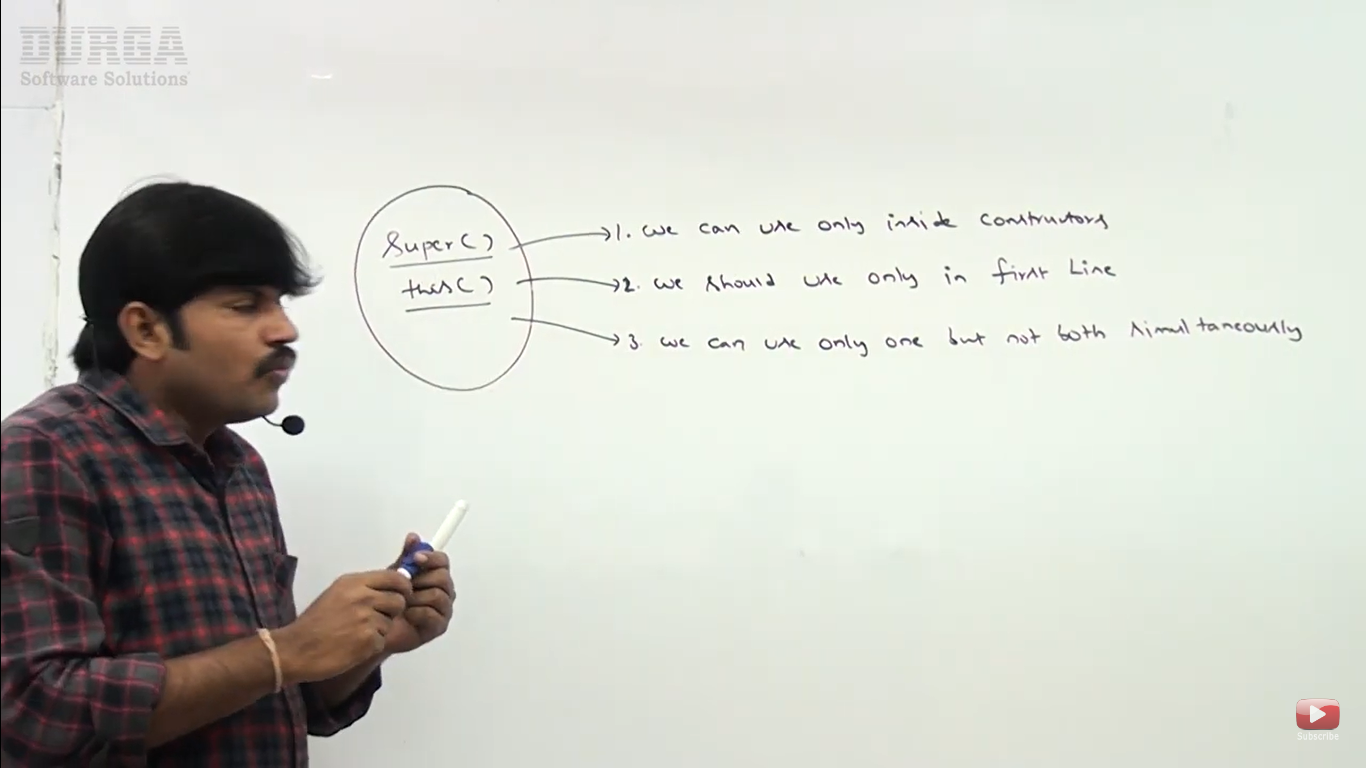 DURGA
Software Solutions
super()
this()
1. we can use only inside constructors
2. we should use only in first Line
3. we can use only one but not both simultaneously
Subscribe